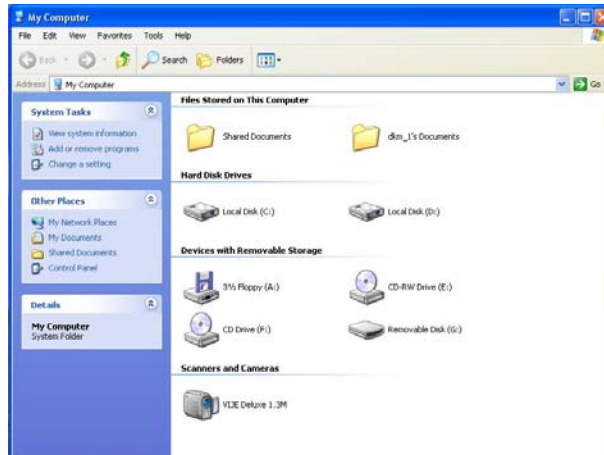 My Computer
File Edit View Favorites Tools Help
Back Search Folders
Address My Computer Go
System Tasks
View system information
Add or remove programs
Change a setting
Other Places
My Network Places
My Documents
Shared Documents
Control Panel
Details
My Computer
System Folder
Files Stored on This Computer
Shared Documents dkm_1's Documents
Hard Disk Drives
Local Disk (C:) Local Disk (D:)
Devices with Removable Storage
3½ Floppy (A:) CD-RW Drive (E:)
CD Drive (F:) Removable Disk (G:)
Scanners and Cameras
VIJE Deluxe 1.3M